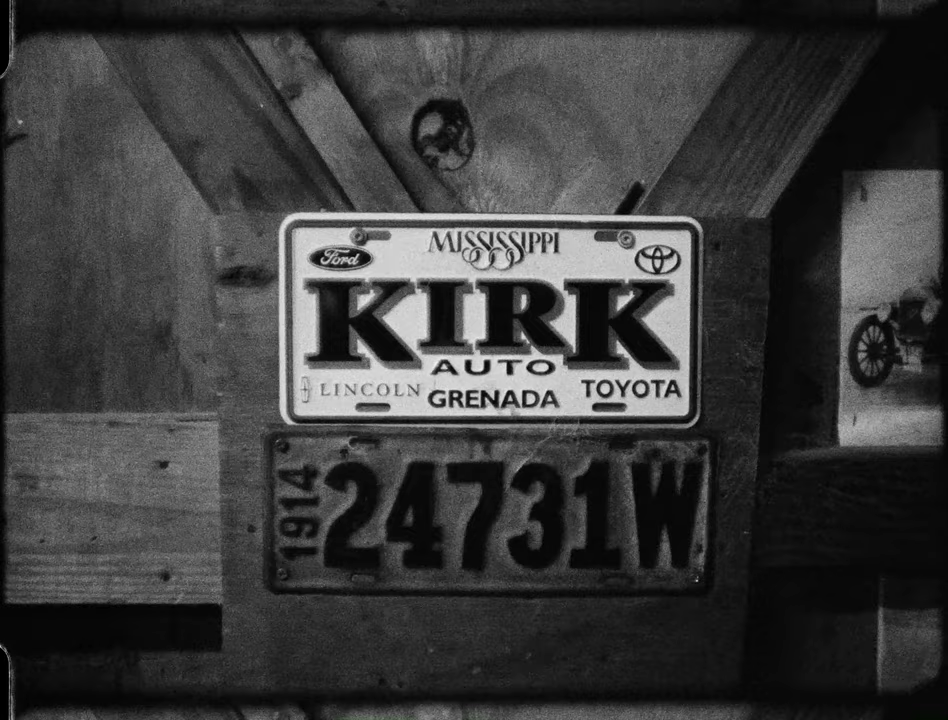 MISSISSIPPI
Ford
KIRK
AUTO
LINCOLN GRENADA TOYOTA
1914 24731W